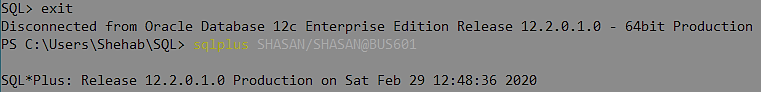 SQL> exit
Disconnected from Oracle Database 12c Enterprise Edition Release 12.2.0.1.0 - 64bit Production
PS C:\Users\Shehab\SQL> sqlplus SHASAN/SHASAN@BUS601
SQL*Plus: Release 12.2.0.1.0 Production on Sat Feb 29 12:48:36 2020